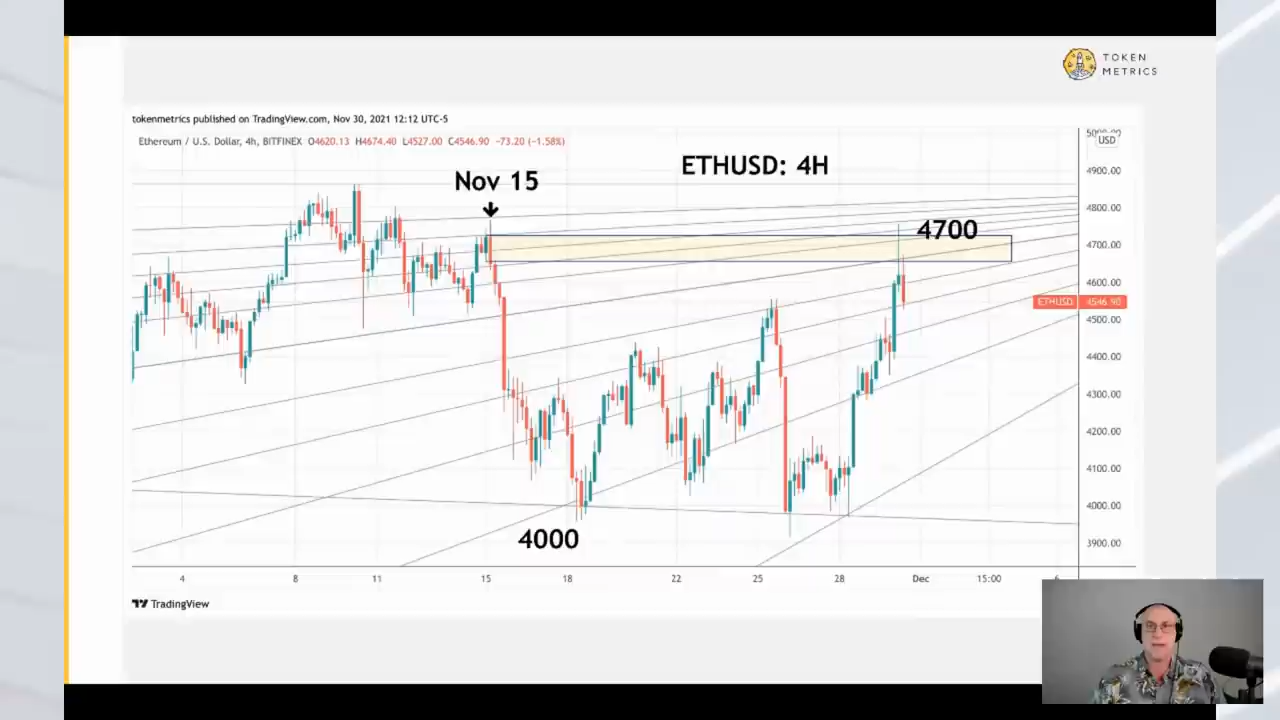 TOKEN
METRICS
tokenmetrics published on TradingView.com, Nov 30, 2021 12:12 UTC-5
Ethereum / U.S. Dollar, 4h, BITFINEX O4620.13 H4674.40 L4527.00 C4546.90 −73.20 (−1.58%)
USD
ETHUSD: 4H
4900.00
Nov 15
4800.00
4700
4700.00
4600.00
ETHUSD 4546.90
4500.00
4400.00
4300.00
4200.00
4100.00
4000.00
4000
3900.00
4 8 11 15 18 22 25 28 Dec 15:00
TradingView